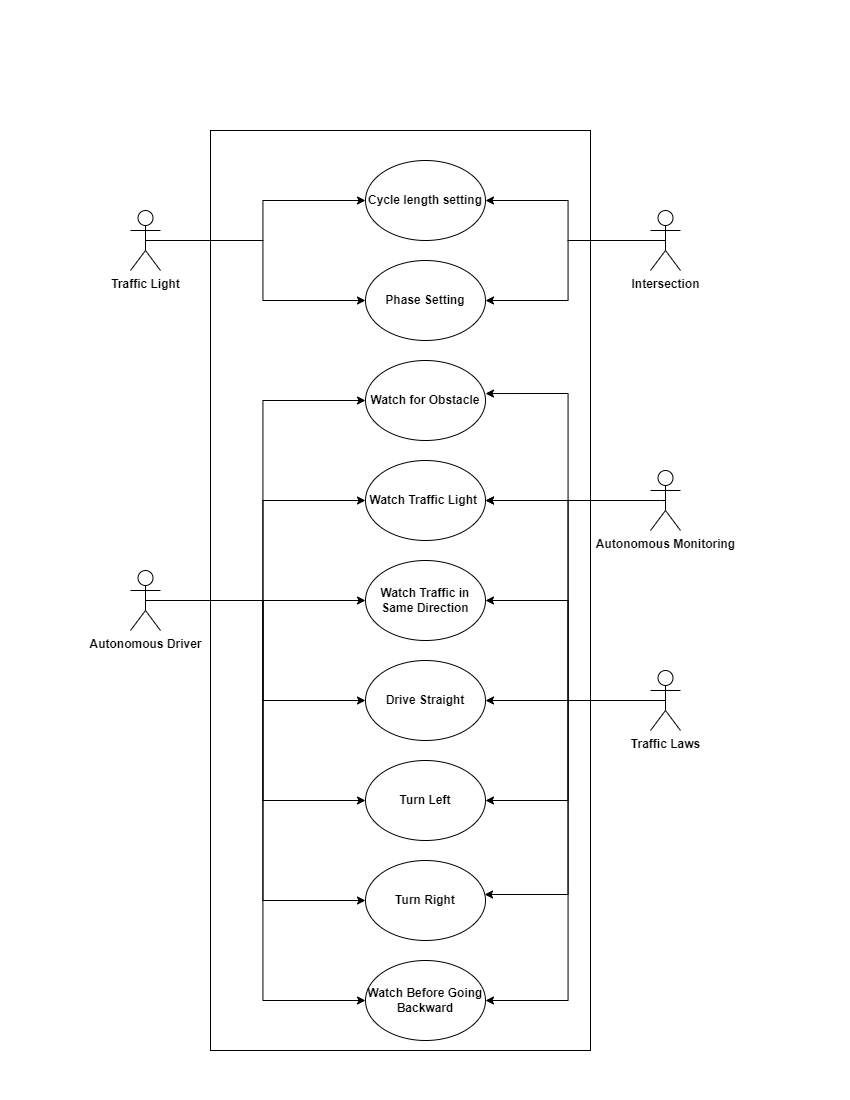 Cycle length setting
Traffic Light
Intersection
Phase Setting
Watch for Obstacle
Watch Traffic Light
Autonomous Monitoring
Watch Traffic in
Same Direction
Autonomous Driver
Drive Straight
Traffic Laws
Turn Left
Turn Right
Watch Before Going
Backward